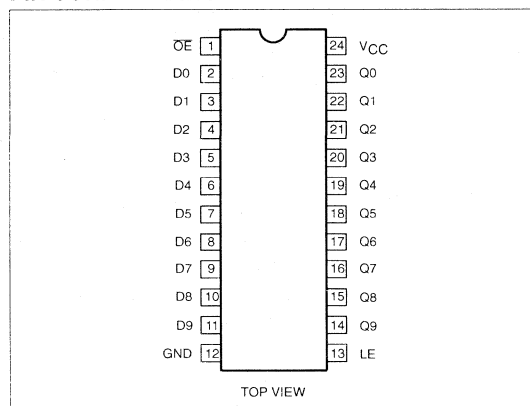 OE 1 24 VCC
D0 2 23 Q0
D1 3 22 Q1
D2 4 21 Q2
D3 5 20 Q3
D4 6 19 Q4
D5 7 18 Q5
D6 8 17 Q6
D7 9 16 Q7
D8 10 15 Q8
D9 11 14 Q9
GND 12 13 LE
TOP VIEW